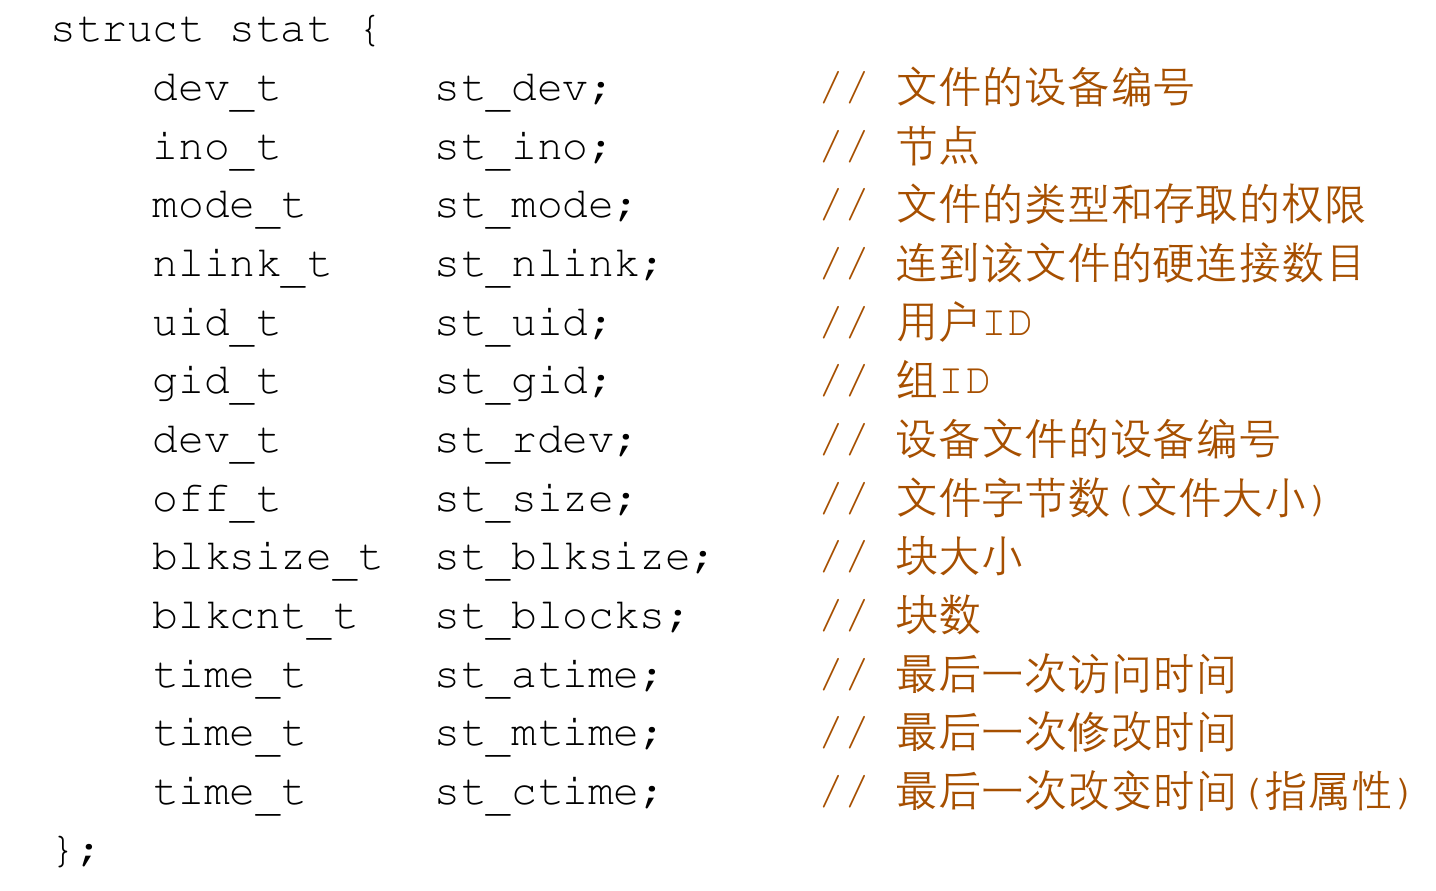 struct stat {
    dev_t      st_dev;        // 文件的设备编号
    ino_t      st_ino;        // 节点
    mode_t     st_mode;       // 文件的类型和存取的权限
    nlink_t    st_nlink;      // 连到该文件的硬连接数目
    uid_t      st_uid;        // 用户ID
    gid_t      st_gid;        // 组ID
    dev_t      st_rdev;       // 设备文件的设备编号
    off_t      st_size;       // 文件字节数(文件大小)
    blksize_t  st_blksize;    // 块大小
    blkcnt_t   st_blocks;     // 块数
    time_t     st_atime;      // 最后一次访问时间
    time_t     st_mtime;      // 最后一次修改时间
    time_t     st_ctime;      // 最后一次改变时间(指属性)
};